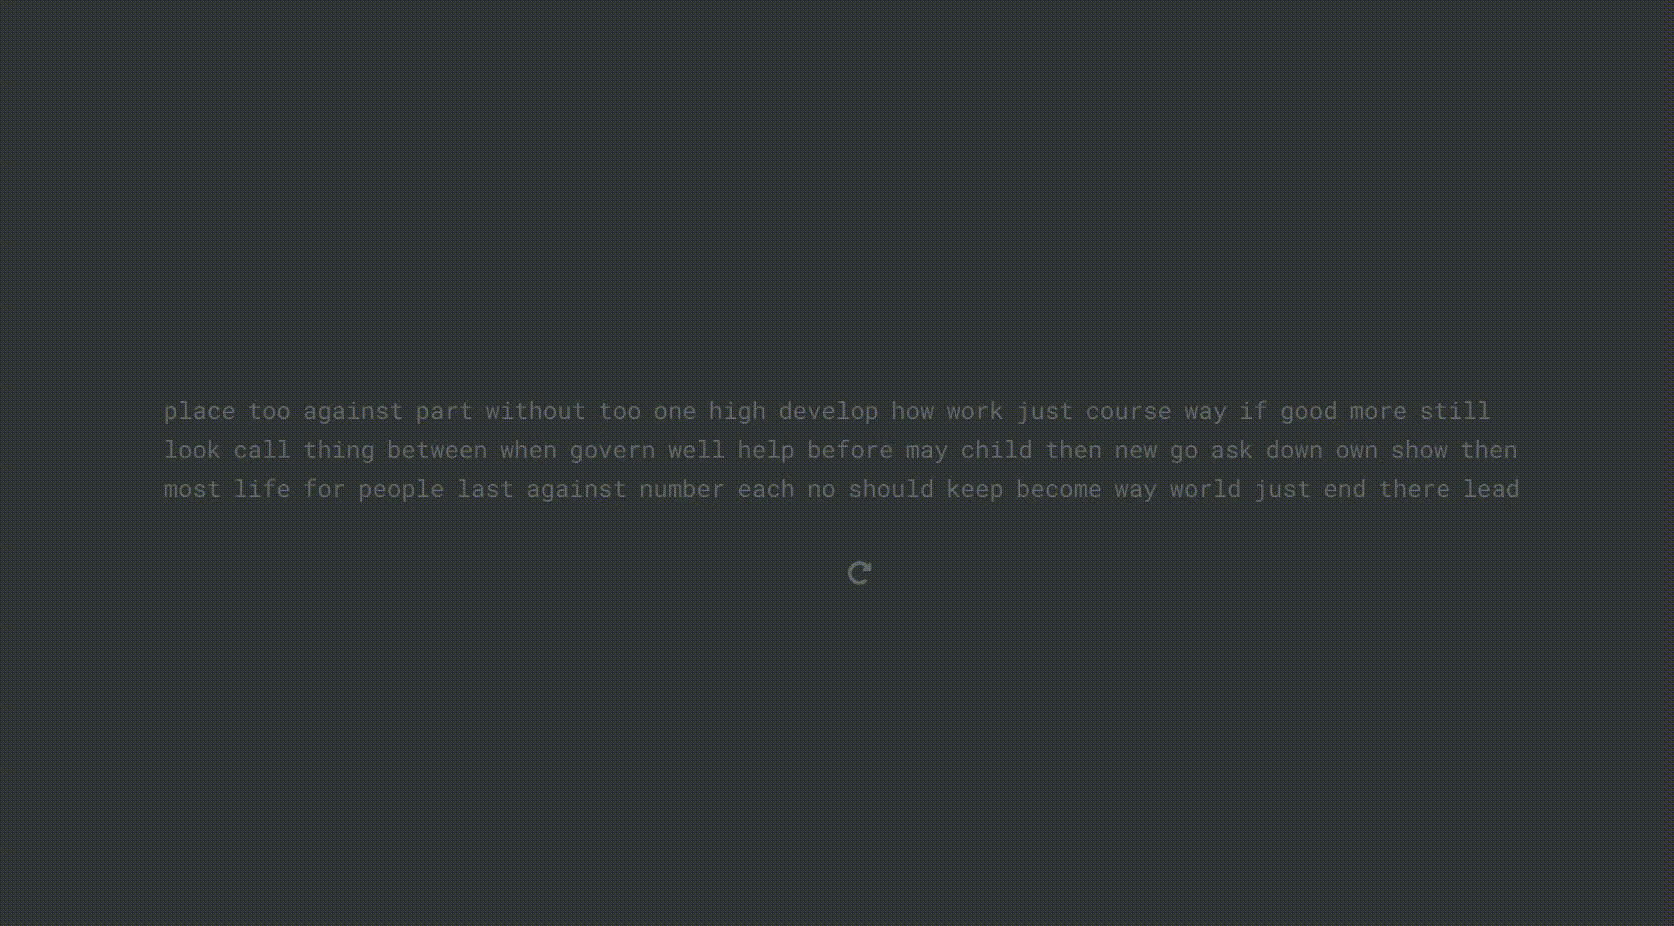 place too against part without too one high develop how work just course way if good more still
look call thing between when govern well help before may child then new go ask down own show then
most life for people last against number each no should keep become way world just end there lead